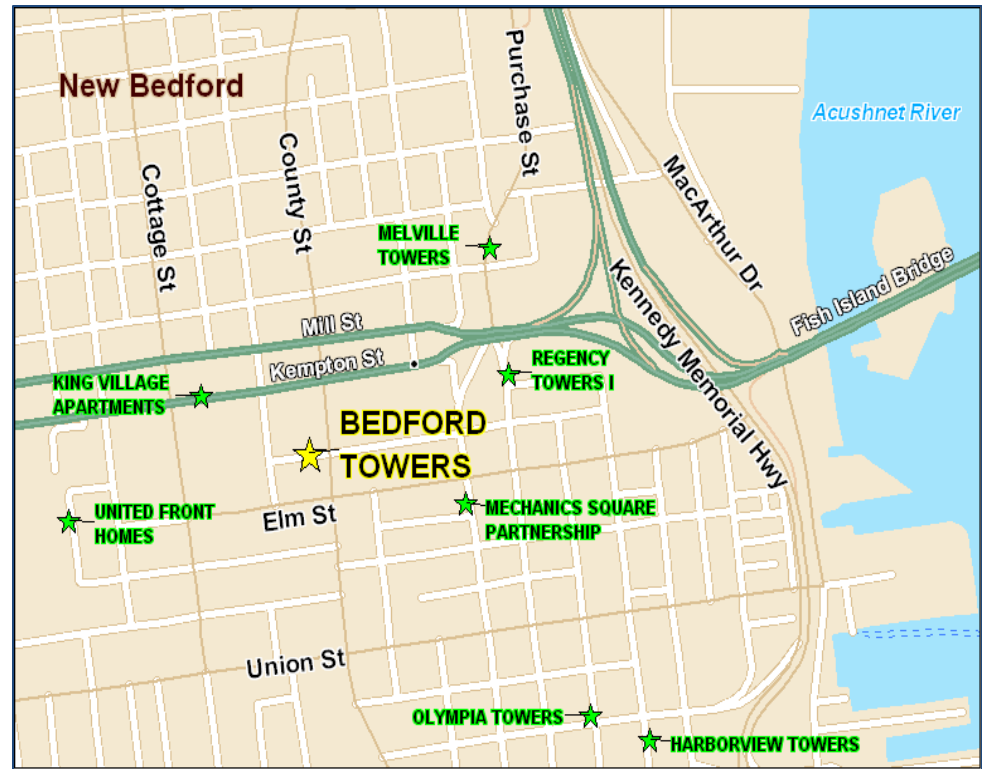 New Bedford
Purchase St
Acushnet River
County St
Cottage St
MacArthur Dr
MELVILLE
TOWERS
Kennedy Memorial Hwy
Fish Island Bridge
Mill St
Kempton St
REGENCY
TOWERS I
KING VILLAGE
APARTMENTS
BEDFORD
TOWERS
UNITED FRONT
HOMES
Elm St
MECHANICS SQUARE
PARTNERSHIP
Union St
OLYMPIA TOWERS
HARBORVIEW TOWERS